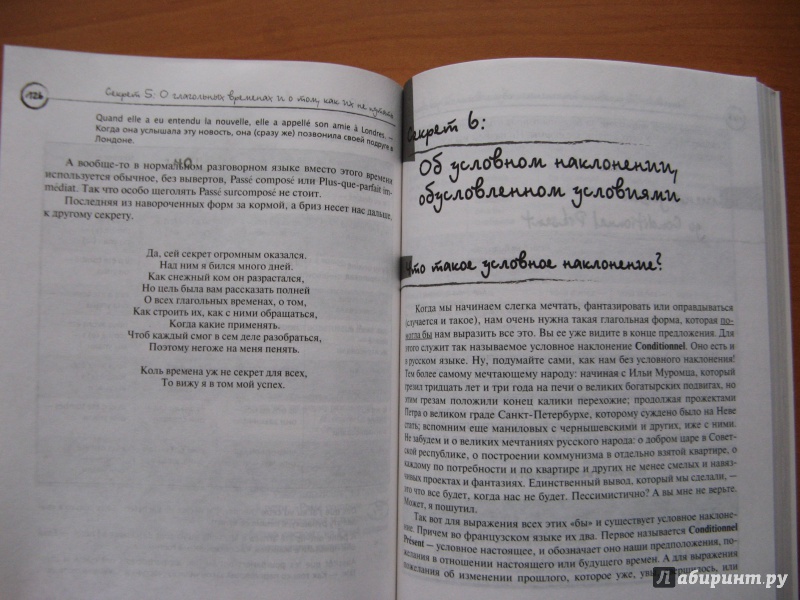 126
Секрет 5: О глагольных временах и о том, как их не путать
Quand elle a eu entendu la nouvelle, elle a appellé son amie à Londres. —
Когда она услышала эту новость, она (сразу же) позвонила своей подруге в
Лондоне.
А вообще-то в нормальном разговорном языке вместо этого времени
используется обычное, без вывертов, Passé composé или Plus-que-parfait im-
médiat. Так что особо щеголять Passé surcomposé не стоит.
Последняя из навороченных форм за кормой, а бриз несет нас дальше,
к другому секрету.
Да, сей секрет огромным оказался.
Над ним я бился много дней.
Как снежный ком он разрастался,
Но цель была вам рассказать полней
О всех глагольных временах, о том,
Как строить их, как с ними обращаться,
Когда какие применять.
Чтоб каждый смог в сем деле разобраться,
Поэтому негоже на меня пенять.
Коль времена уж не секрет для всех,
То вижу я в том мой успех.
Секрет 6:
Об условном наклонении,
обусловленном условиями
Что такое условное наклонение?
Когда мы начинаем слегка мечтать, фантазировать или оправдываться
(случается и такое), нам очень нужна такая глагольная форма, которая по-
могла бы нам выразить все это. Вы ее уже видите в конце предложения. Для
этого служит так называемое условное наклонение Conditionnel. Оно есть и
в русском языке. Ну, подумайте сами, как нам без условного наклонения!
Тем более самому мечтающему народу: начиная с Ильи Муромца, который
грезил тридцать лет и три года на печи о великих богатырских подвигах, но
этим грезам положили конец калики перехожие; продолжая прожектами
Петра о великом граде Санкт-Петербурхе, которому суждено было на Неве
стать; вспомним еще маниловых с чернышевскими и других, иже с ними.
Не забудем и о великих мечтаниях русского народа: о добром царе в Совет-
ской республике, о построении коммунизма в отдельно взятой квартире, о
каждому по потребности и по квартире и других не менее смелых и навяз-
чивых проектах и фантазиях. Единственный вывод, который мы сделали, —
это что все будет, когда нас не будет. Пессимистично? А вы мне не верьте.
Может, я пошутил.
Так вот для выражения всех этих «бы» и существует условное наклоне-
ние. Причем во французском языке их два. Первое называется Conditionnel
Présent — условное настоящее, и обозначает оно наши предположения, по-
желания в отношении настоящего или будущего времени. А для выражения
пожелания об изменении прошлого, которое уже, увы, свершилось, или
Лабиринт.ру